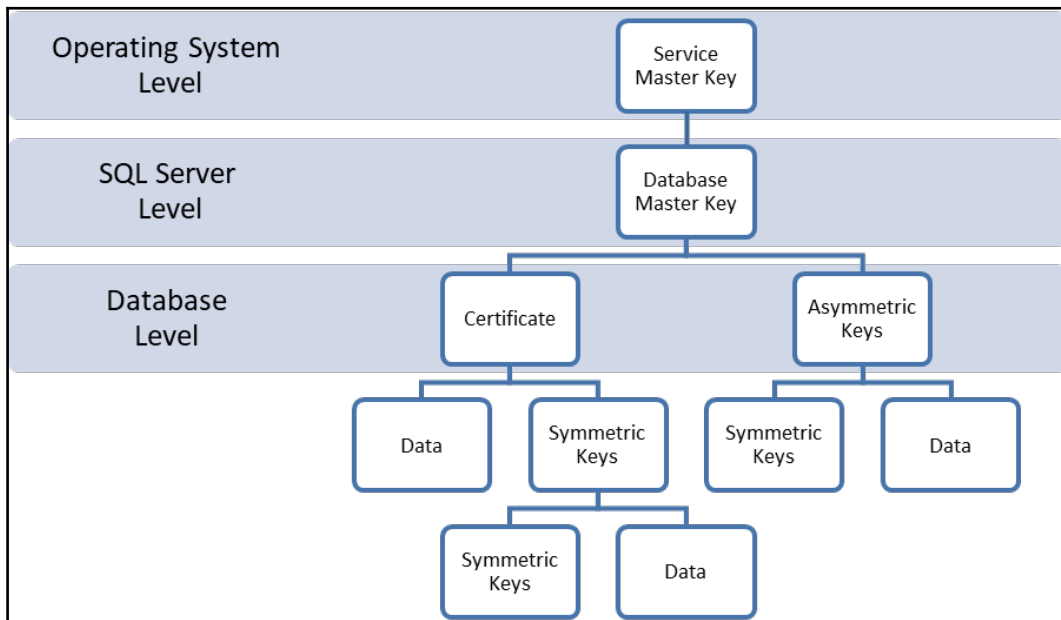 Operating System
Level
Service
Master Key
SQL Server
Level
Database
Master Key
Database
Level
Certificate
Asymmetric
Keys
Data
Symmetric
Keys
Symmetric
Keys
Data
Symmetric
Keys
Data